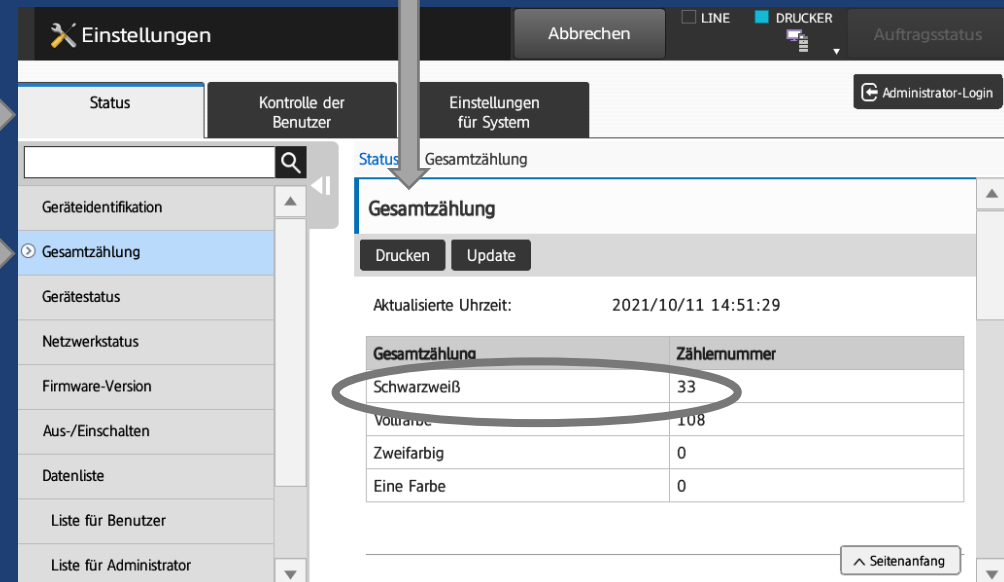 Einstellungen
Abbrechen
LINE
DRUCKER
Auftragsstatus
Status
Kontrolle der
Benutzer
Einstellungen
für System
Administrator-Login
Status
Gesamtzählung
Geräteidentifikation
Gesamtzählung
Gerätestatus
Netzwerkstatus
Firmware-Version
Aus-/Einschalten
Datenliste
Liste für Benutzer
Liste für Administrator
Gesamtzählung
Drucken Update
Aktualisierte Uhrzeit: 2021/10/11 14:51:29
Gesamtzählung Zählernummer
Schwarzweiß 33
Vollfarbe 108
Zweifarbig 0
Eine Farbe 0
Seitenanfang